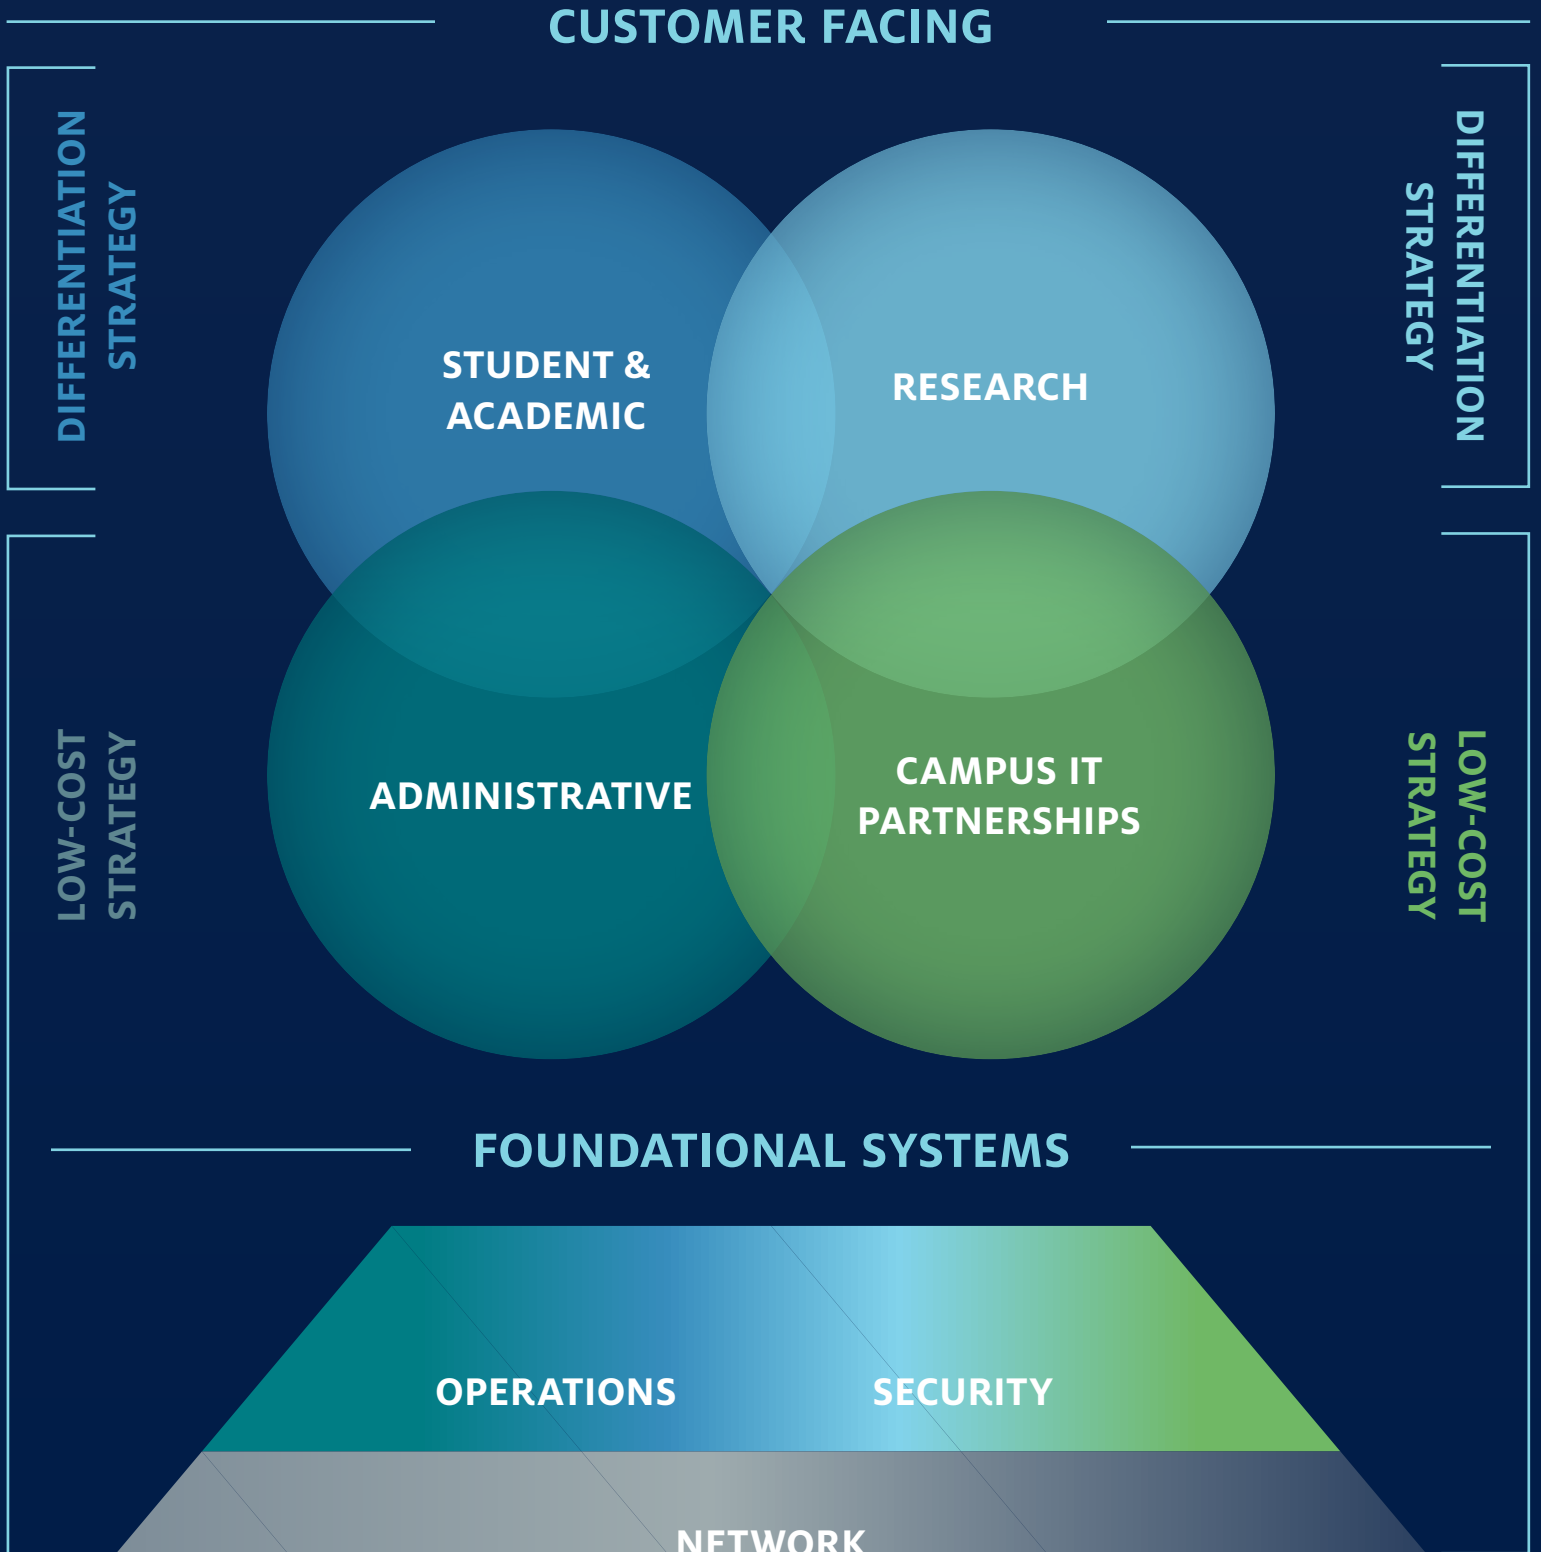 CUSTOMER FACING
DIFFERENTIATION
STRATEGY
DIFFERENTIATION
STRATEGY
STUDENT &
ACADEMIC
RESEARCH
LOW-COST
STRATEGY
LOW-COST
STRATEGY
ADMINISTRATIVE
CAMPUS IT
PARTNERSHIPS
FOUNDATIONAL SYSTEMS
OPERATIONS
SECURITY
NETWORK